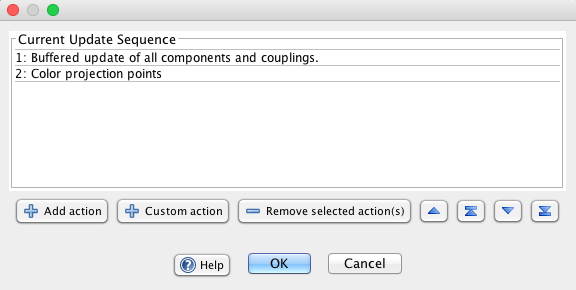 Current Update Sequence
1: Buffered update of all components and couplings.
2: Color projection points
Add action Custom action Remove selected action(s)
Help OK Cancel